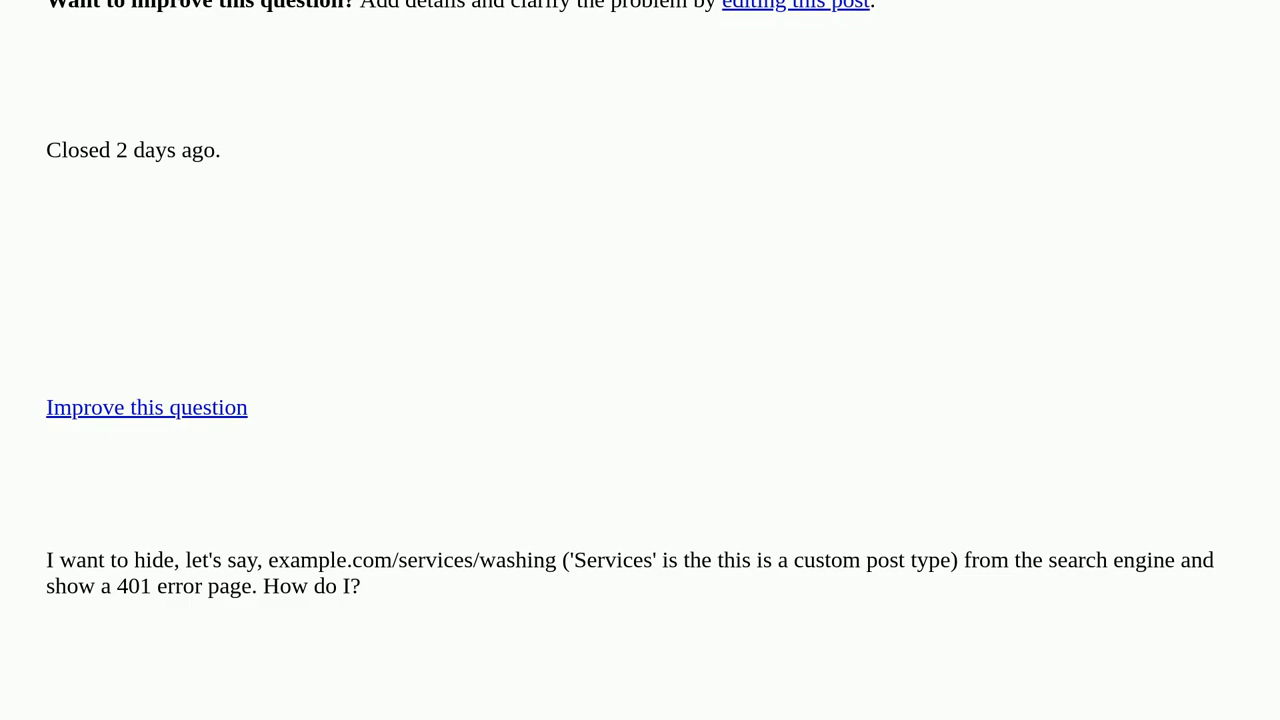 Want to improve this question? Add details and clarify the problem by editing this post.
Closed 2 days ago.
Improve this question
I want to hide, let's say, example.com/services/washing ('Services' is the this is a custom post type) from the search engine and
show a 401 error page. How do I?